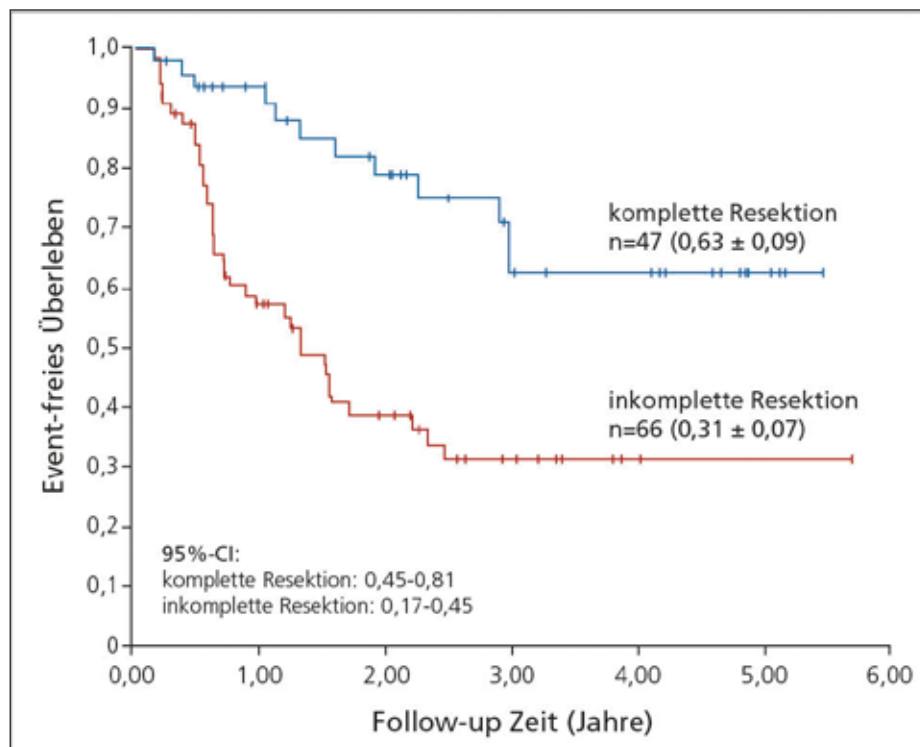 1,0
0,9
0,8
0,7
0,6
0,5
0,4
0,3
0,2
0,1
0
Event-freies Überleben
komplette Resektion
n=47 (0,63 ± 0,09)
inkomplette Resektion
n=66 (0,31 ± 0,07)
95%-CI:
komplette Resektion: 0,45-0,81
inkomplette Resektion: 0,17-0,45
0,00 1,00 2,00 3,00 4,00 5,00 6,00
Follow-up Zeit (Jahre)